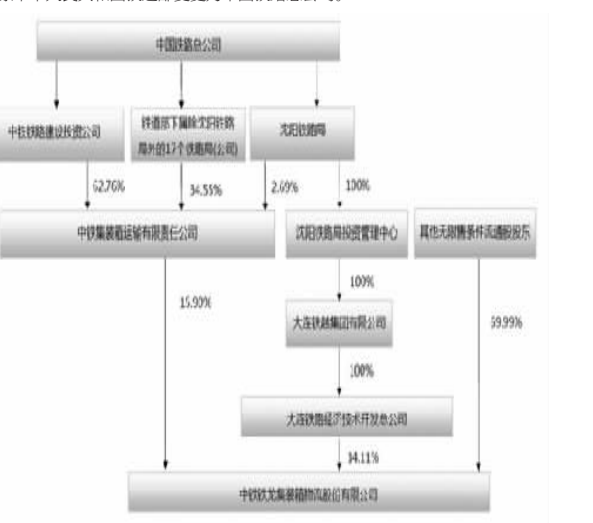 中国铁路总公司
中铁铁路建设投资公司
铁道部下属除沈阳铁路
局外的17个铁路局(公司)
沈阳铁路局
62.76%
34.55%
2.69%
100%
中铁集装箱运输有限责任公司
沈阳铁路局投资管理中心
其他无限售条件流通股股东
15.90%
100%
大连铁越集团有限公司
69.99%
100%
大连铁路经济技术开发总公司
14.11%
中铁铁龙集装箱物流股份有限公司